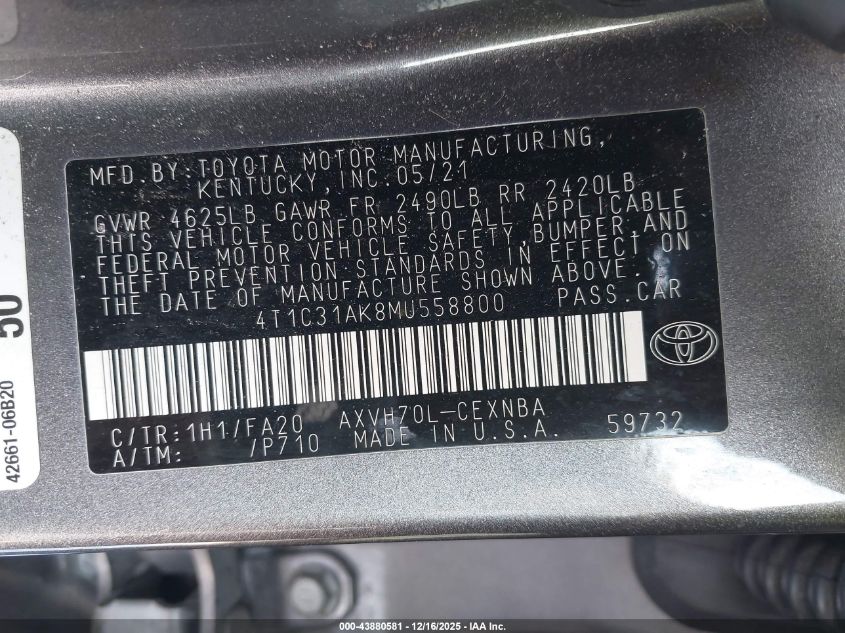 MFD.BY:TOYOTA MOTOR MANUFACTURING,
KENTUCKY,INC.05/21
GVWR 4625LB GAWR FR 2490LB RR 2420LB
THIS VEHICLE CONFORMS TO ALL APPLICABLE
FEDERAL MOTOR VEHICLE SAFETY,BUMPER,AND
THEFT PREVENTION STANDARDS IN EFFECT ON
THE DATE OF MANUFACTURE SHOWN ABOVE.
4T1C31AK8MU558800 PASS.CAR
C/TR:1H1/FA20 AXVH70L-CEXNBA
A/TM: /P710 MADE IN U.S.A. 59732
50
42661-06B20
000-43880581 - 12/16/2025 - IAA Inc.